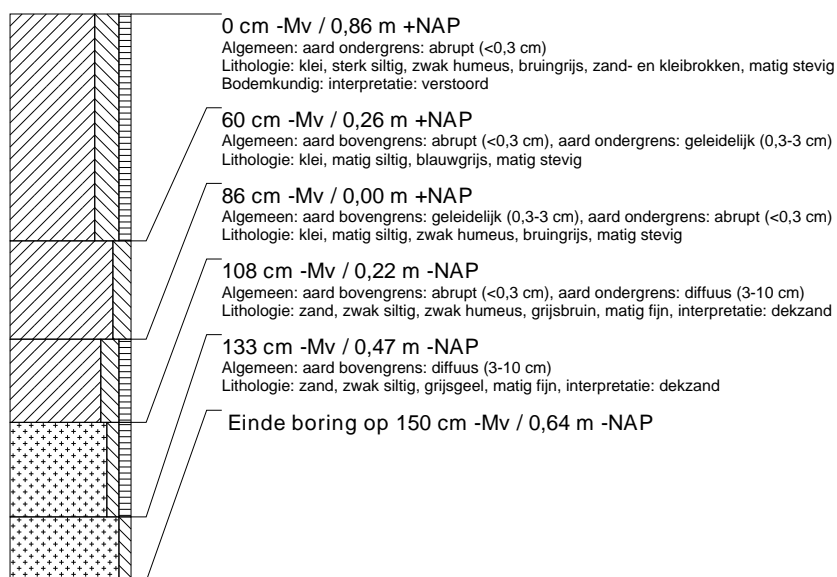 0 cm -Mv / 0,86 m +NAP
Algemeen: aard ondergrens: abrupt (<0,3 cm)
Lithologie: klei, sterk siltig, zwak humeus, bruingrijs, zand- en kleibrokken, matig stevig
Bodemkundig: interpretatie: verstoord
60 cm -Mv / 0,26 m +NAP
Algemeen: aard bovengrens: abrupt (<0,3 cm), aard ondergrens: geleidelijk (0,3-3 cm)
Lithologie: klei, matig siltig, blauwgrijs, matig stevig
86 cm -Mv / 0,00 m +NAP
Algemeen: aard bovengrens: geleidelijk (0,3-3 cm), aard ondergrens: abrupt (<0,3 cm)
Lithologie: klei, matig siltig, zwak humeus, bruingrijs, matig stevig
108 cm -Mv / 0,22 m -NAP
Algemeen: aard bovengrens: abrupt (<0,3 cm), aard ondergrens: diffuus (3-10 cm)
Lithologie: zand, zwak siltig, zwak humeus, grijsbruin, matig fijn, interpretatie: dekzand
133 cm -Mv / 0,47 m -NAP
Algemeen: aard bovengrens: diffuus (3-10 cm)
Lithologie: zand, zwak siltig, grijsgeel, matig fijn, interpretatie: dekzand
Einde boring op 150 cm -Mv / 0,64 m -NAP